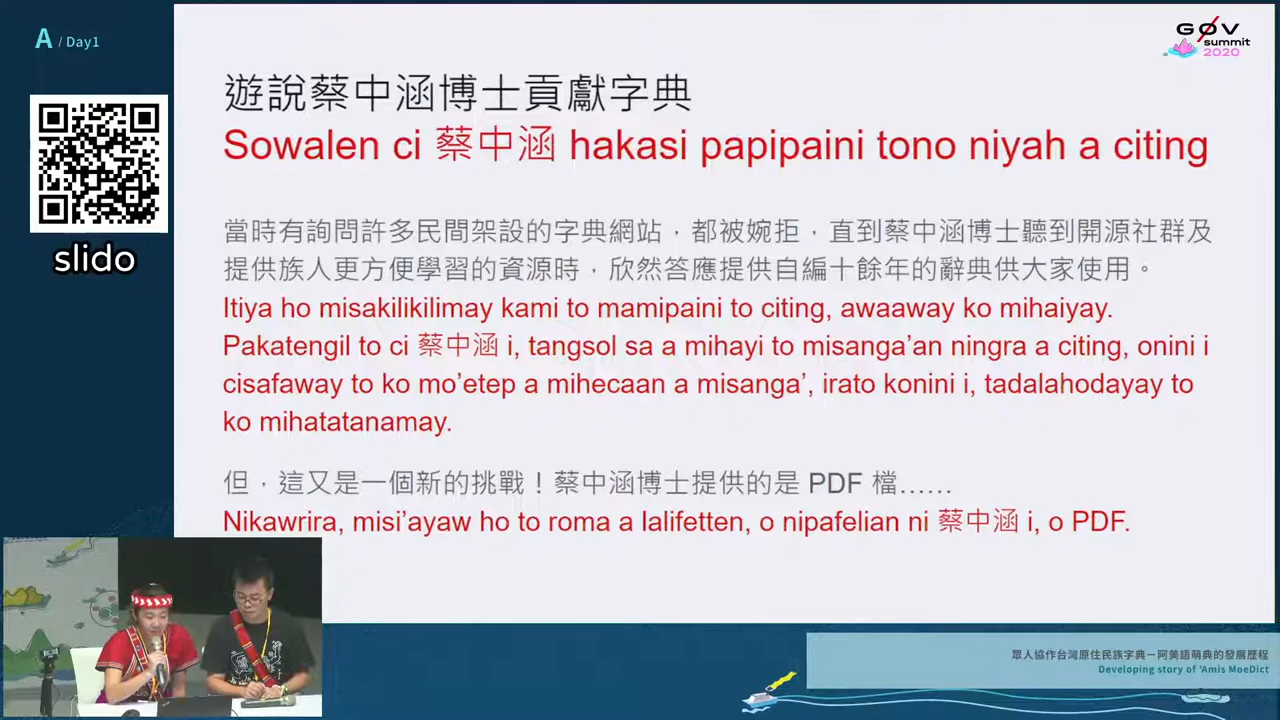 A / Day1
GØV
summit
2020
slido
遊說蔡中涵博士貢獻字典
Sowalen ci 蔡中涵 hakasi papipaini tono niyah a citing
當時有詢問許多民間架設的字典網站，都被婉拒，直到蔡中涵博士聽到開源社群及
提供族人更方便學習的資源時，欣然答應提供自編十餘年的辭典供大家使用。
Itiya ho misakilikilimay kami to mamipaini to citing, awaaway ko mihaiyay.
Pakatengil to ci 蔡中涵 i, tangsol sa a mihayi to misanga’an ningra a citing, onini i
cisafaway to ko mo’etep a mihecaan a misanga’, irato konini i, tadalahodayay to
ko mihatatanamay.
但，這又是一個新的挑戰！蔡中涵博士提供的是 PDF 檔……
Nikawrira, misi’ayaw ho to roma a lalifetten, o nipafelian ni 蔡中涵 i, o PDF.
眾人協作台灣原住民族字典－阿美語萌典的發展歷程
Developing story of 'Amis MoeDict